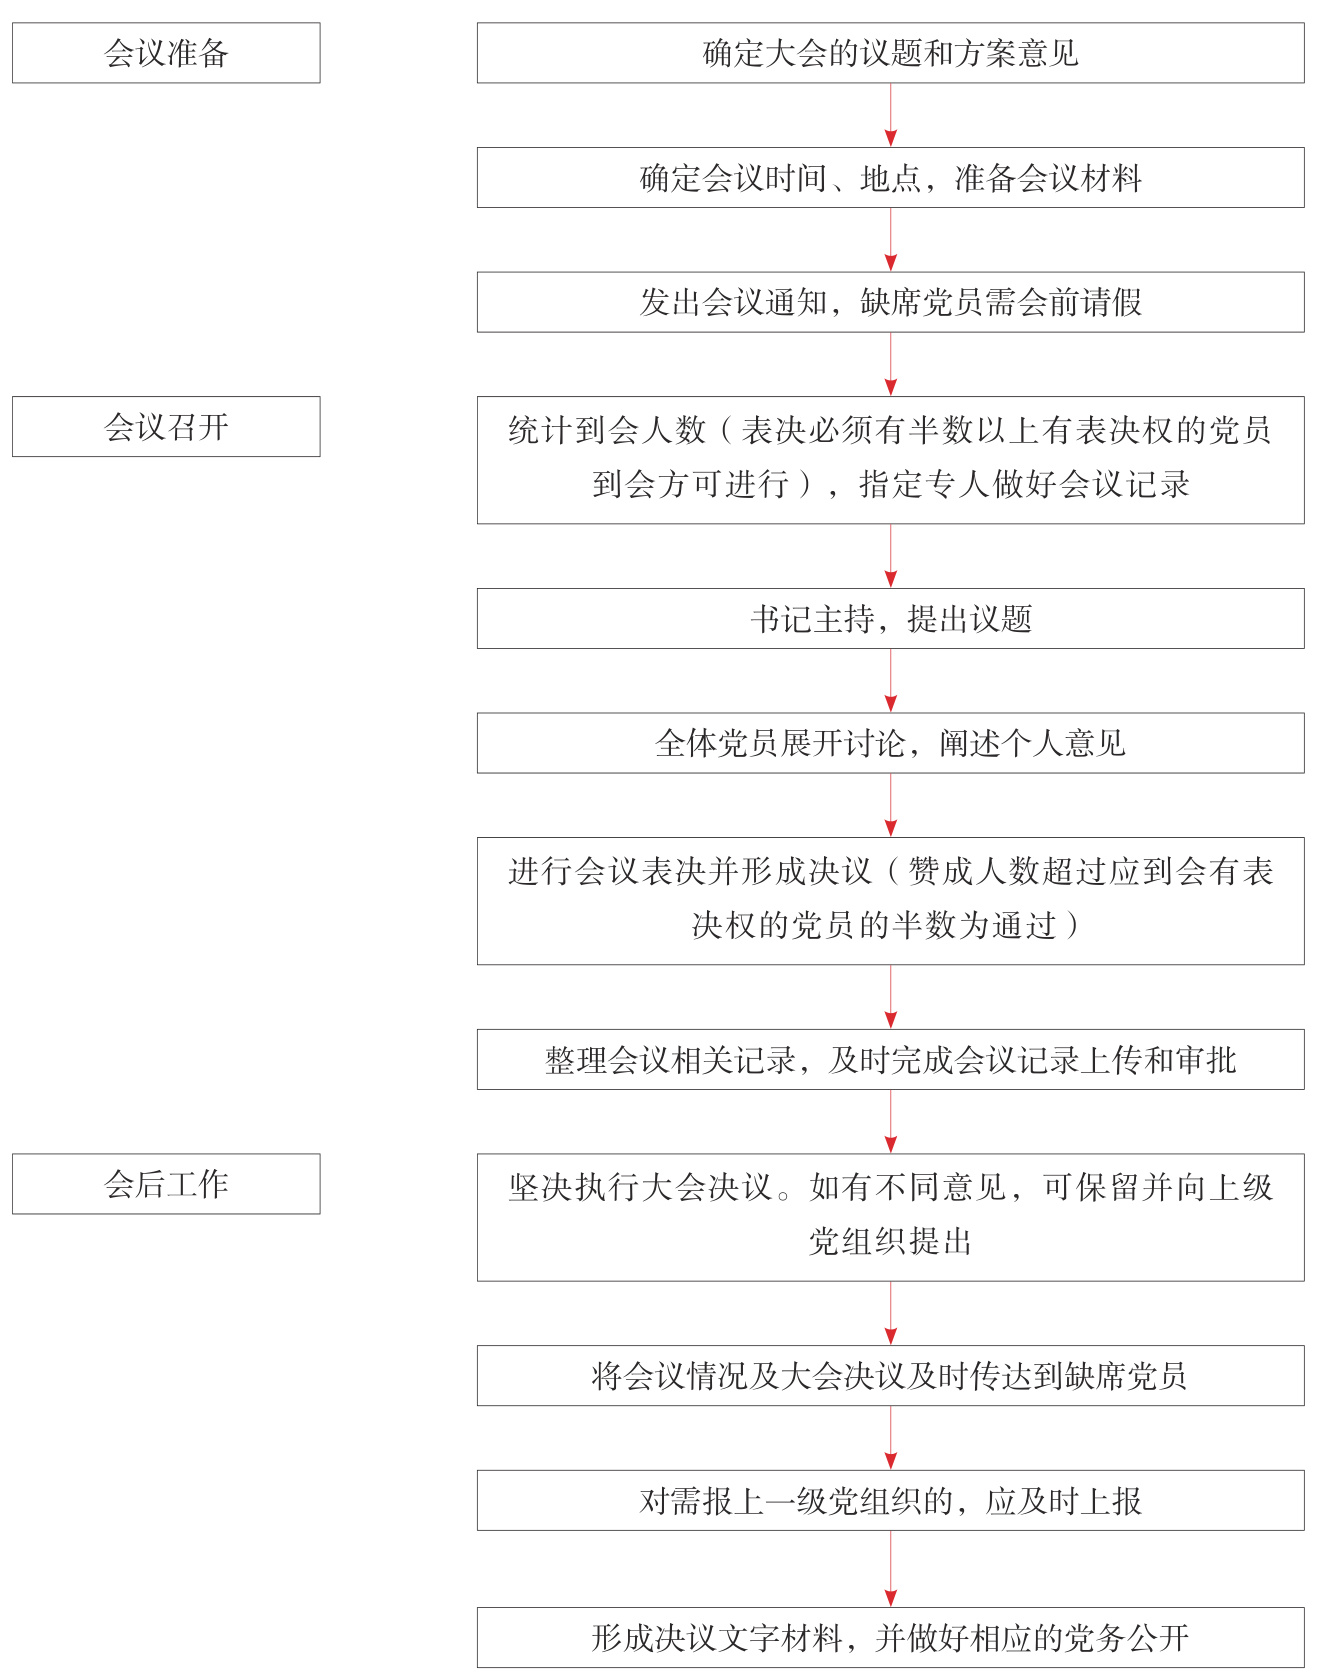 会议准备
确定大会的议题和方案意见
确定会议时间、地点，准备会议材料
发出会议通知，缺席党员需会前请假
会议召开
统计到会人数（表决必须有半数以上有表决权的党员
到会方可进行），指定专人做好会议记录
书记主持，提出议题
全体党员展开讨论，阐述个人意见
进行会议表决并形成决议（赞成人数超过应到会有表
决权的党员的半数为通过）
整理会议相关记录，及时完成会议记录上传和审批
会后工作
坚决执行大会决议。如有不同意见，可保留并向上级
党组织提出
将会议情况及大会决议及时传达到缺席党员
对需报上一级党组织的，应及时上报
形成决议文字材料，并做好相应的党务公开